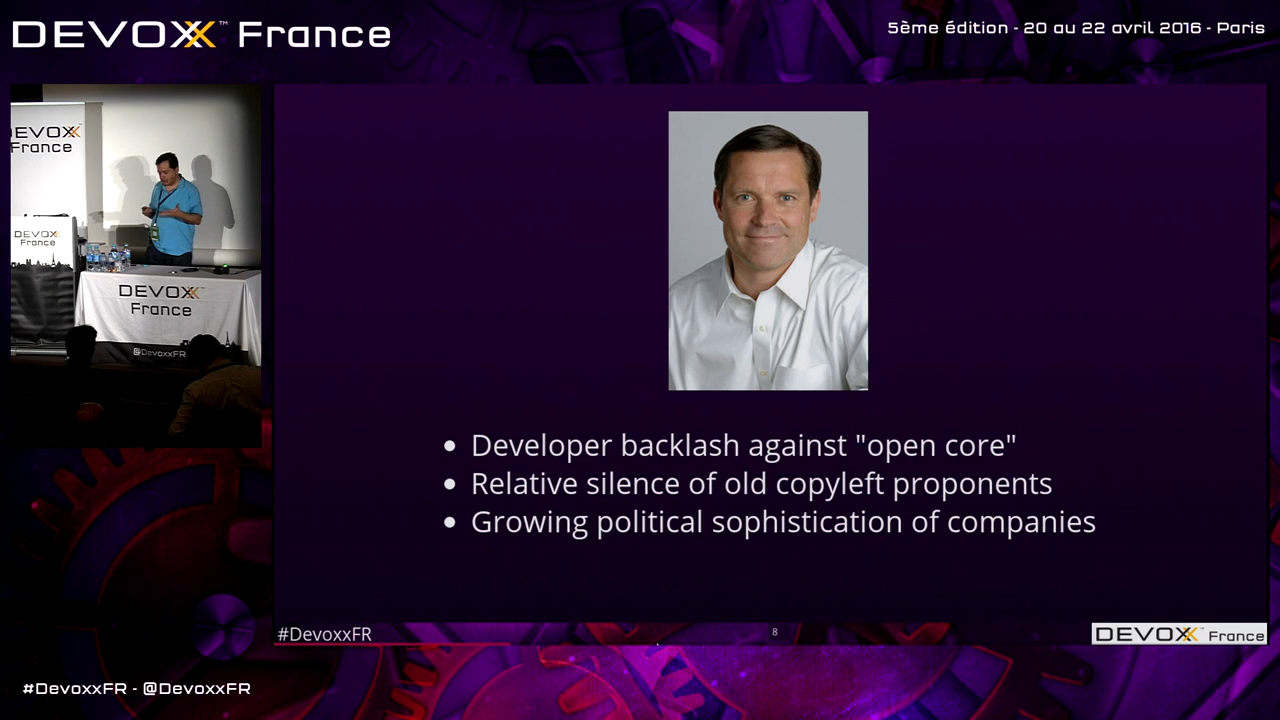 DEVOXX™ France
5ème édition - 20 au 22 avril 2016 - Paris
DEVOXX
France
DEVOXX
France
DEVOXX
France
@DevoxxFR
• Developer backlash against "open core"
• Relative silence of old copyleft proponents
• Growing political sophistication of companies
#DevoxxFR
8
DEVOXX France
#DevoxxFR - @DevoxxFR